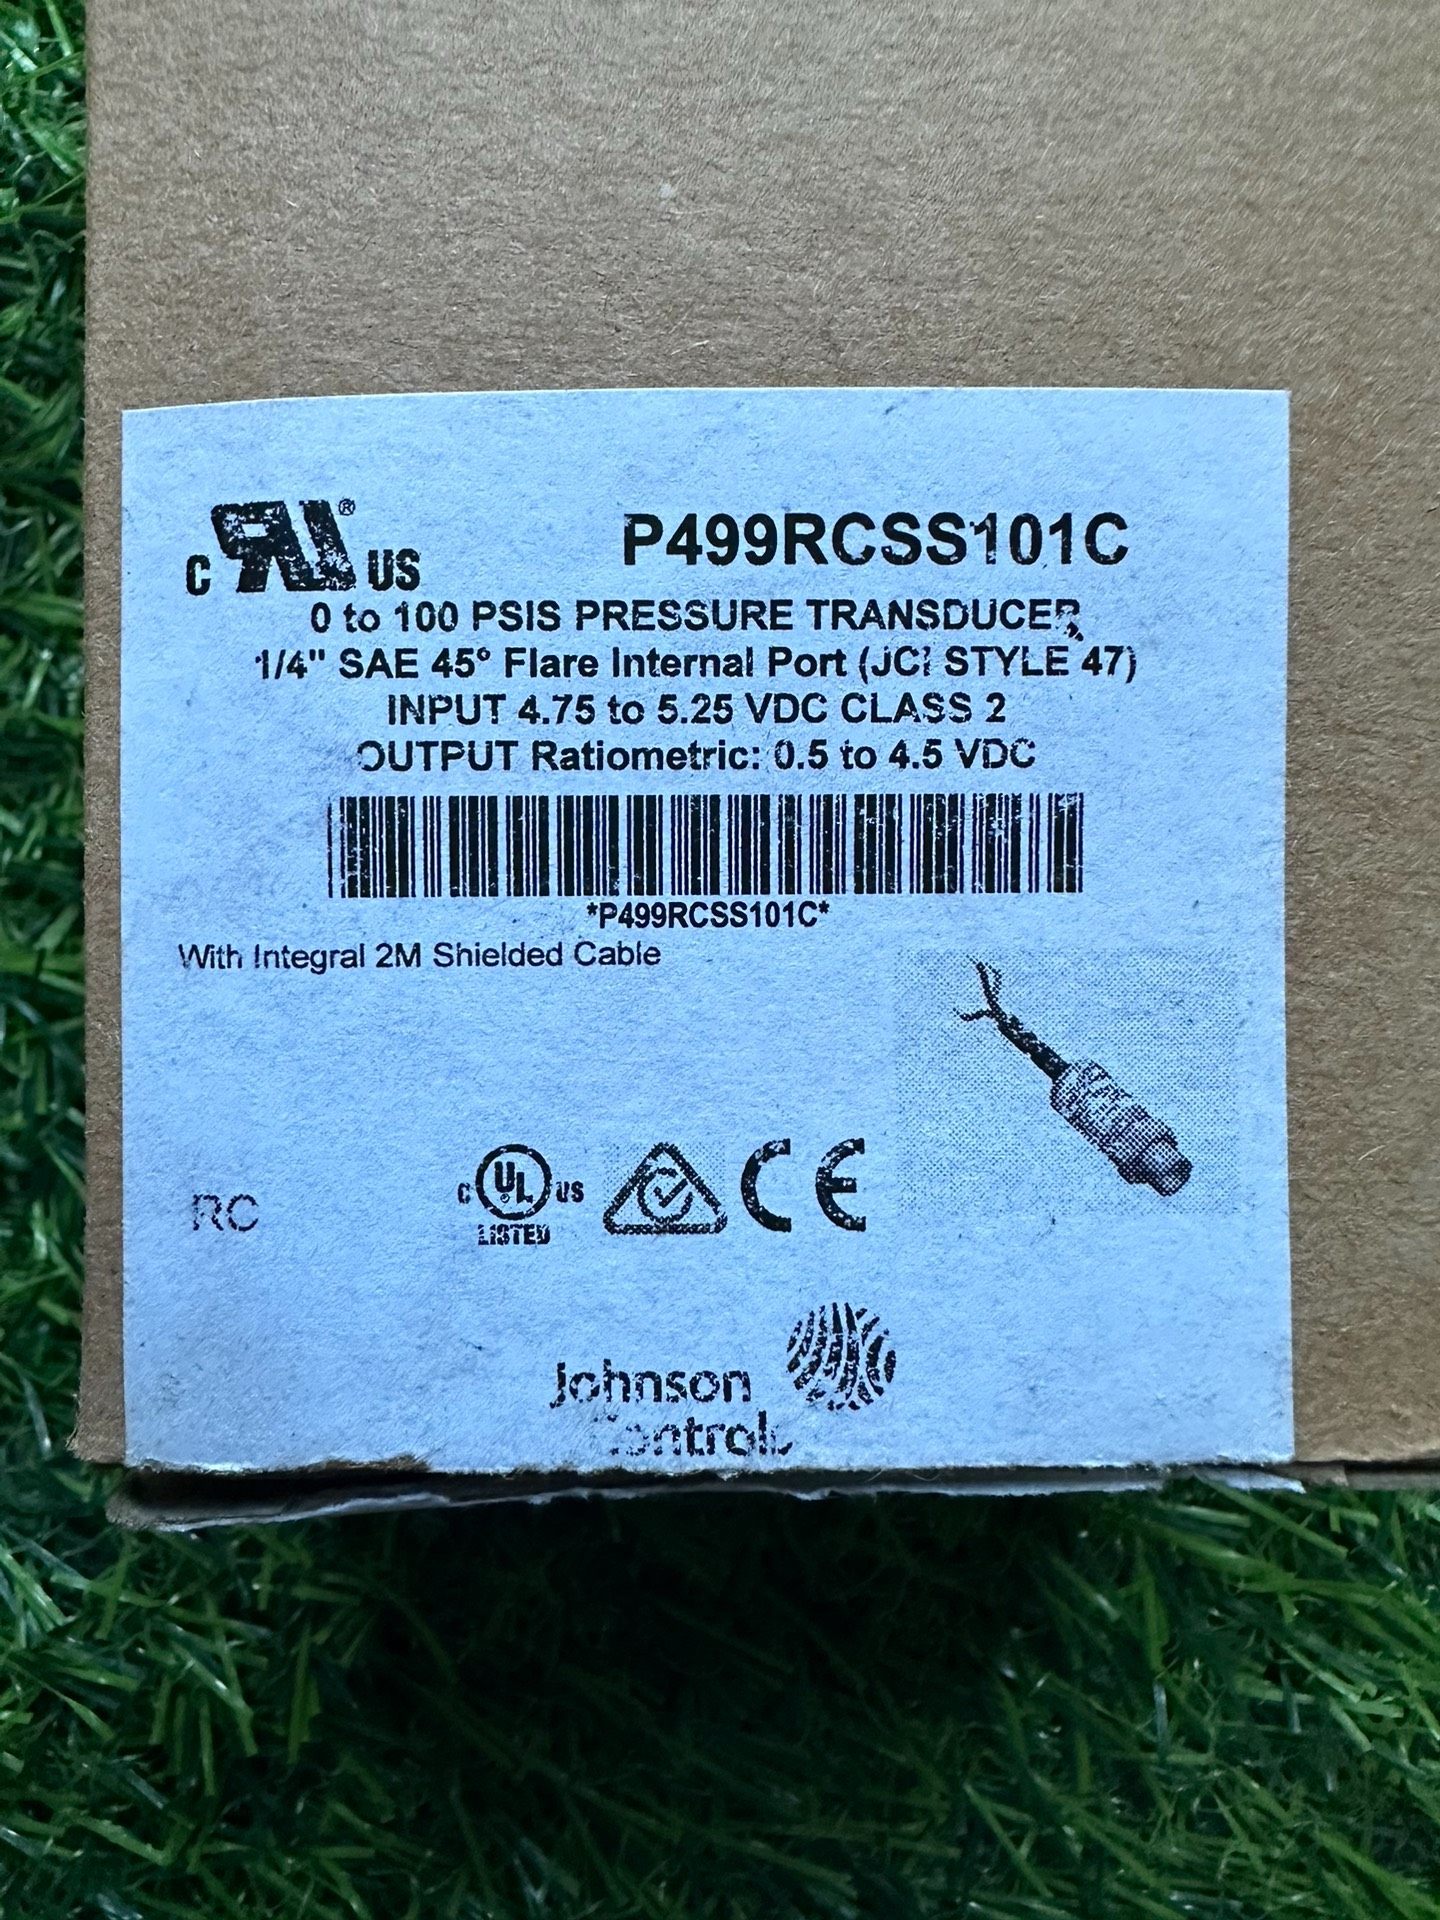 c RU® US
P499RCSS101C
0 to 100 PSIS PRESSURE TRANSDUCER
1/4" SAE 45° Flare Internal Port (JCI STYLE 47)
INPUT 4.75 to 5.25 VDC CLASS 2
OUTPUT Ratiometric: 0.5 to 4.5 VDC
*P499RCSS101C*
With Integral 2M Shielded Cable
RC
c UL US
LISTED
CE
Johnson
Controls